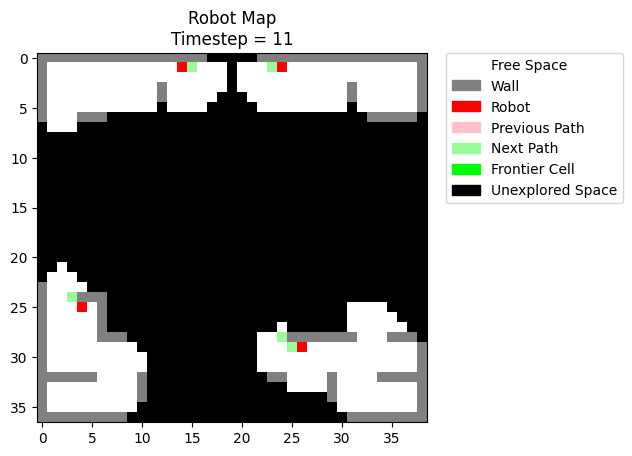 Robot Map
Timestep = 11
Free Space
Wall
Robot
Previous Path
Next Path
Frontier Cell
Unexplored Space
0
5
10
15
20
25
30
35
0 5 10 15 20 25 30 35